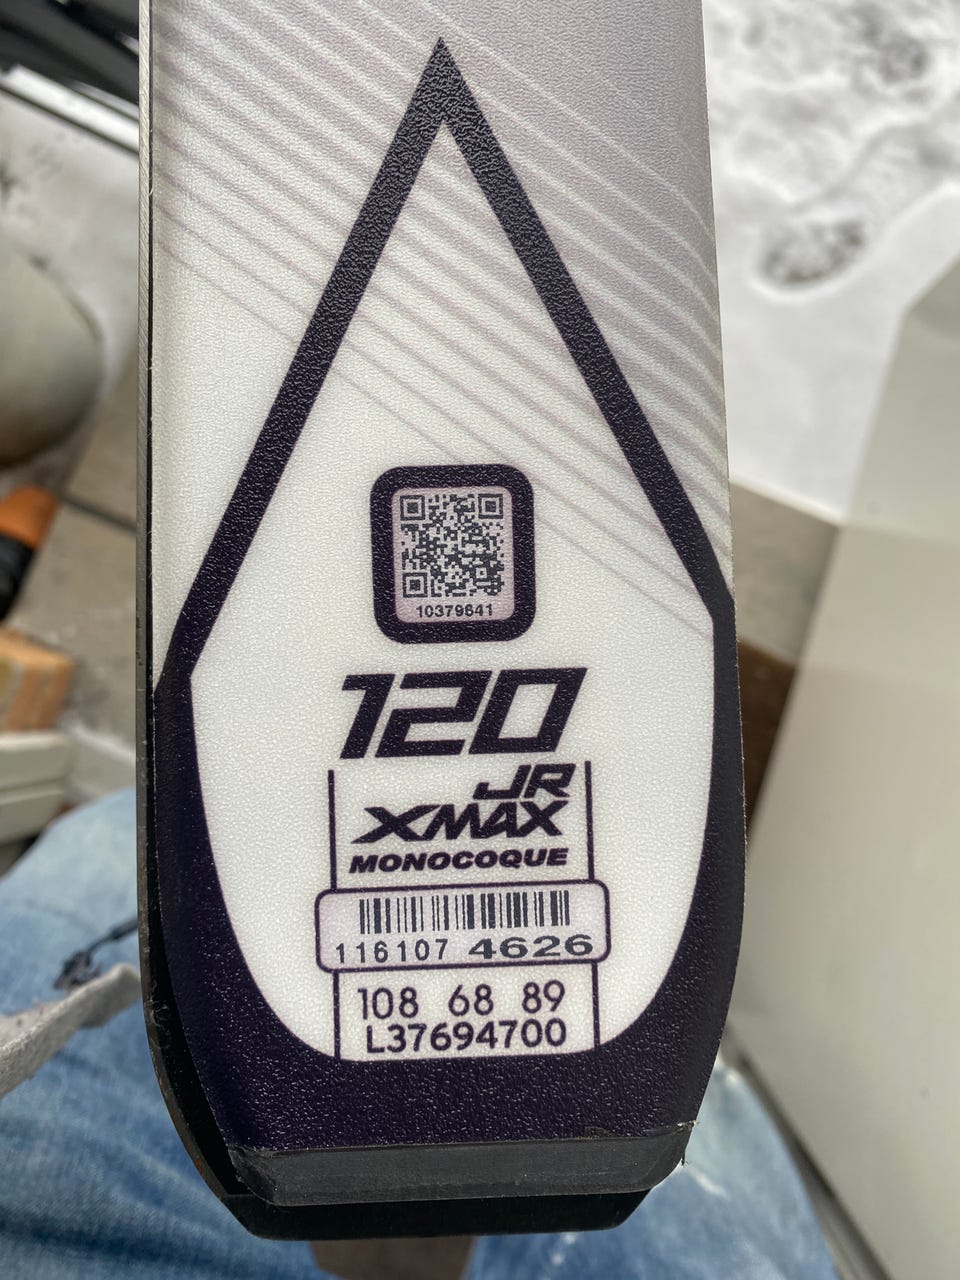 10379641
120
JR
XMAX
MONOCOQUE
116107 4626
108 68 89
L37694700